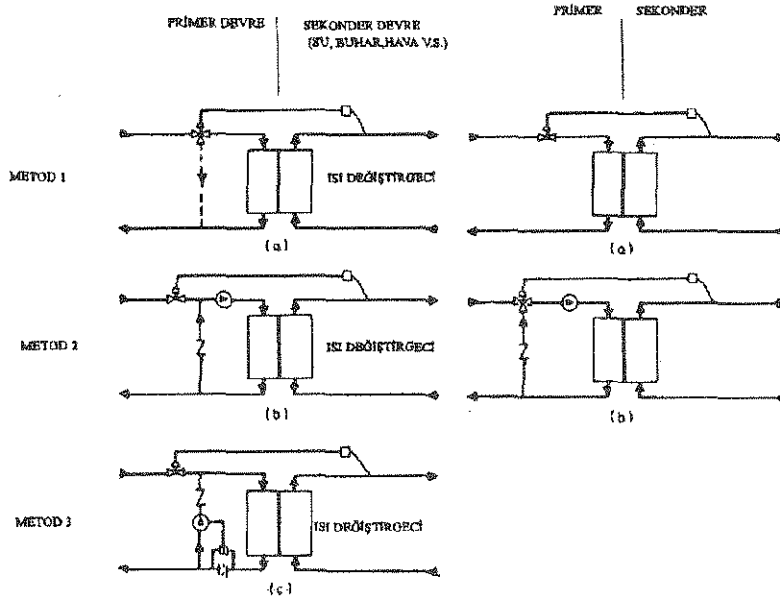 PRİMER DEVRE
SEKONDER DEVRE
(SU, BUHAR, HAVA V.S.)
PRİMER
SEKONDER
METOD 1
ISI DEĞİŞTİRGECİ
(a)
(a)
METOD 2
ISI DEĞİŞTİRGECİ
(b)
(b)
METOD 3
ISI DEĞİŞTİRGECİ
(c)